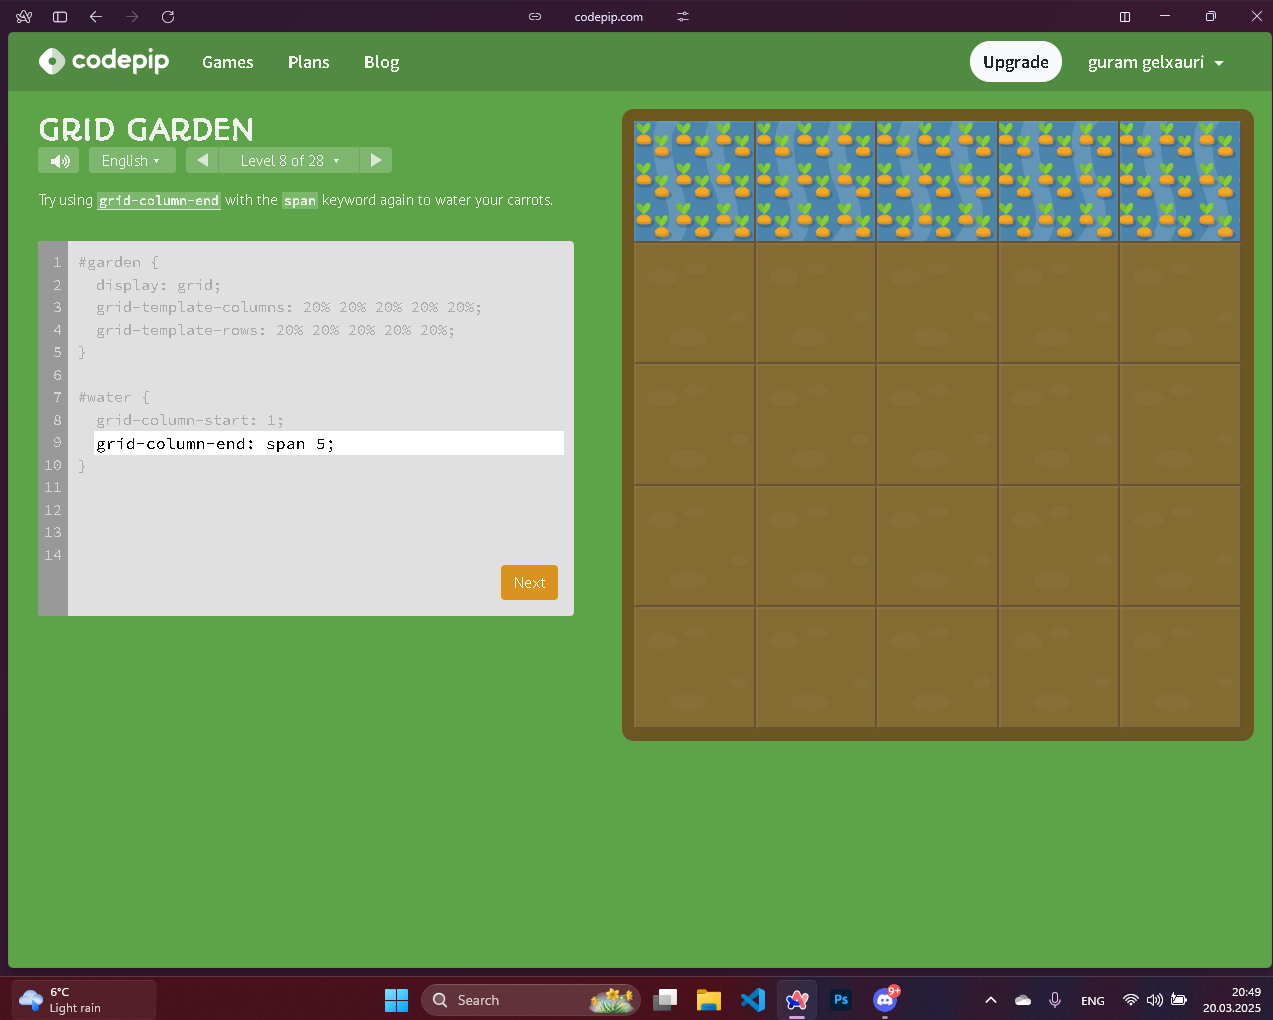 codepip.com
codepip Games Plans Blog Upgrade guram gelxauri
GRID GARDEN
English Level 8 of 28
Try using grid-column-end with the span keyword again to water your carrots.
1 #garden {
2 display: grid;
3 grid-template-columns: 20% 20% 20% 20% 20%;
4 grid-template-rows: 20% 20% 20% 20% 20%;
5 }
6
7 #water {
8 grid-column-start: 1;
9 grid-column-end: span 5;
10 }
11
12
13
14
Next
6°C
Light rain
Search
Ps
9+
ENG
20:49
20.03.2025